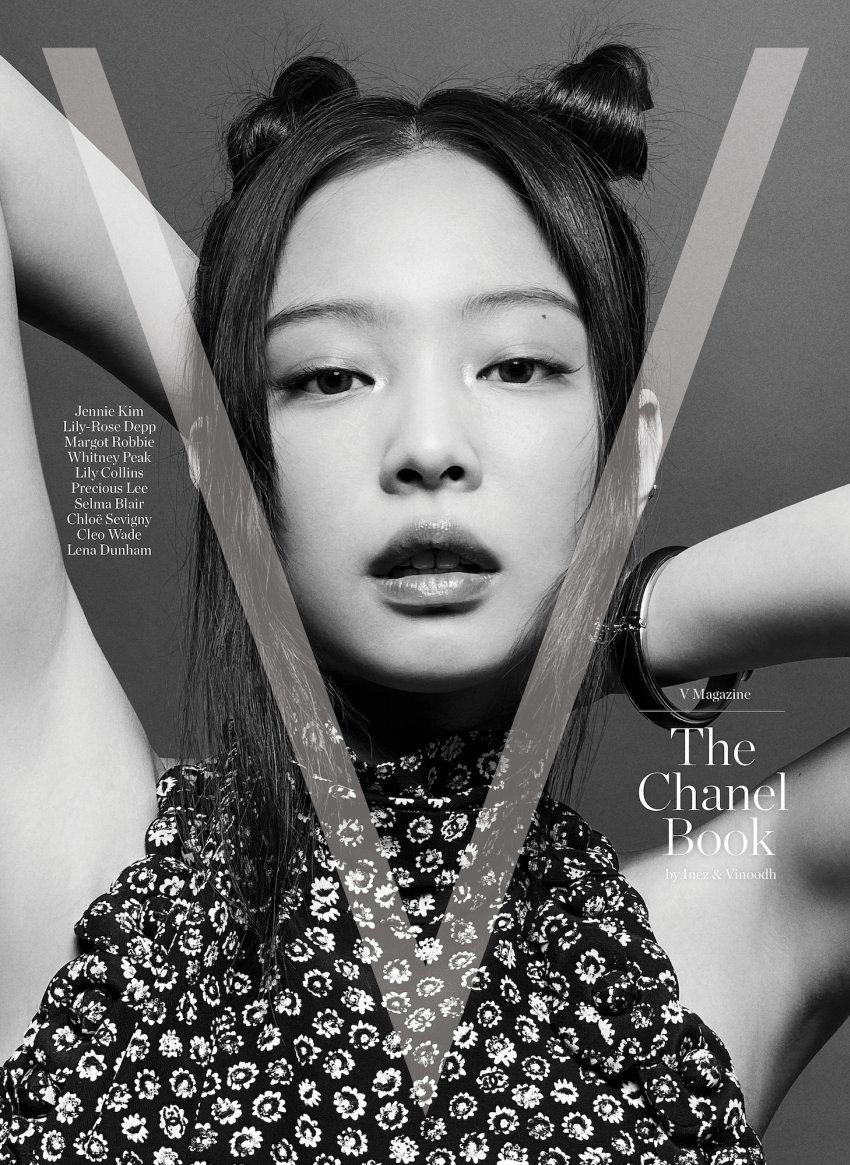 V
Jennie Kim
Lily-Rose Depp
Margot Robbie
Whitney Peak
Lily Collins
Precious Lee
Selma Blair
Chloë Sevigny
Cleo Wade
Lena Dunham
V Magazine
The
Chanel
Book
by Inez & Vinoodh